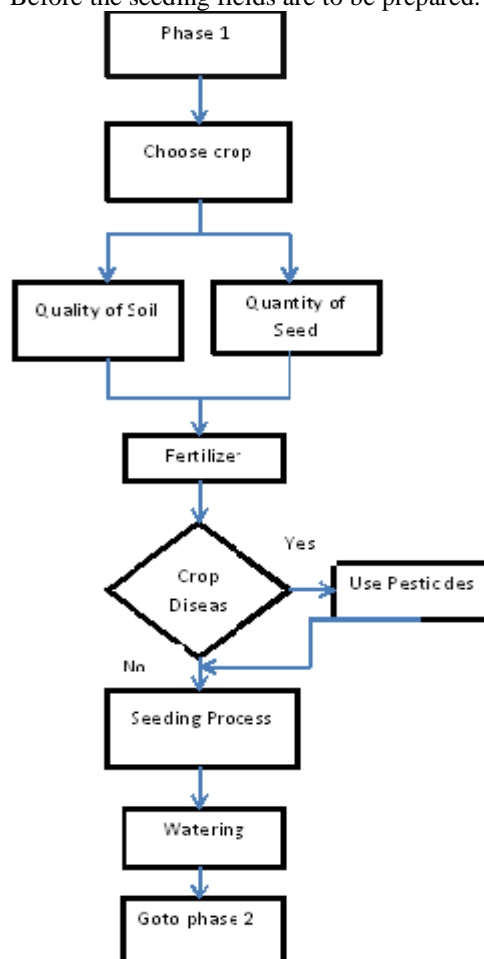 Before the seeding fields are to be prepared.
Phase 1
Choose crop
Quality of Soil
Quantity of
Seed
Fertilizer
Yes
Crop
Diseas
Use Pesticides
No
Seeding Process
Watering
Goto phase 2